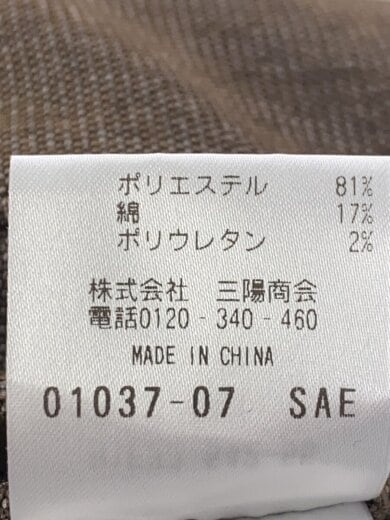 ポリエステル 81%
綿 17%
ポリウレタン 2%
株式会社 三陽商会
電話0120-340-460
MADE IN CHINA
01037-07 SAE